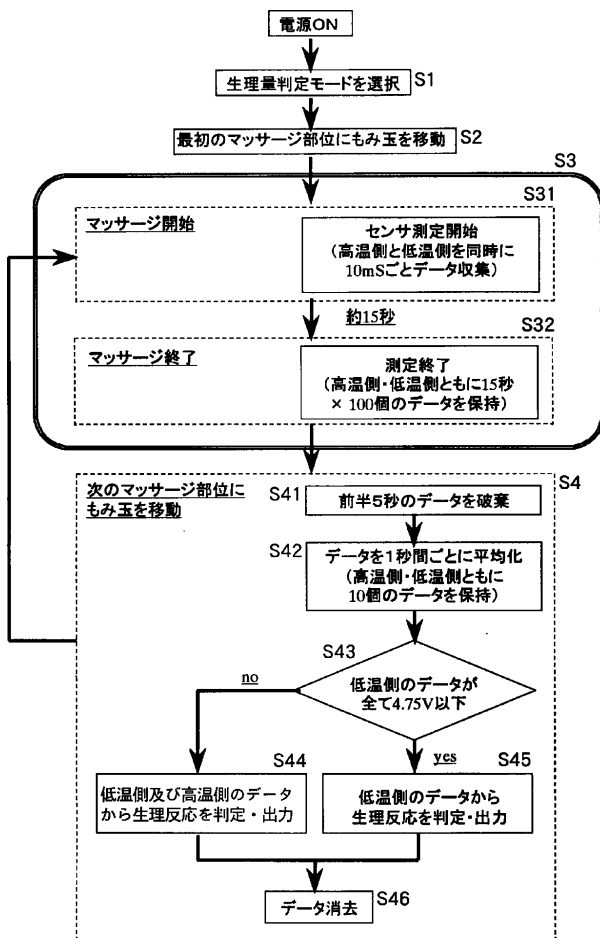 電源ON
生理量判定モードを選択
S1
最初のマッサージ部位にもみ玉を移動
S2
S3
S31
マッサージ開始
センサ測定開始
(高温側と低温側を同時に
10mSごとデータ収集)
約15秒
S32
マッサージ終了
測定終了
(高温側・低温側ともに15秒
× 100個のデータを保持)
S4
次のマッサージ部位に
もみ玉を移動
S41
前半5秒のデータを破棄
S42
データを1秒間ごとに平均化
(高温側・低温側ともに
10個のデータを保持)
S43
低温側のデータが
全て4.75V以下
no
yes
S44
低温側及び高温側のデータ
から生理反応を判定・出力
S45
低温側のデータから
生理反応を判定・出力
データ消去
S46